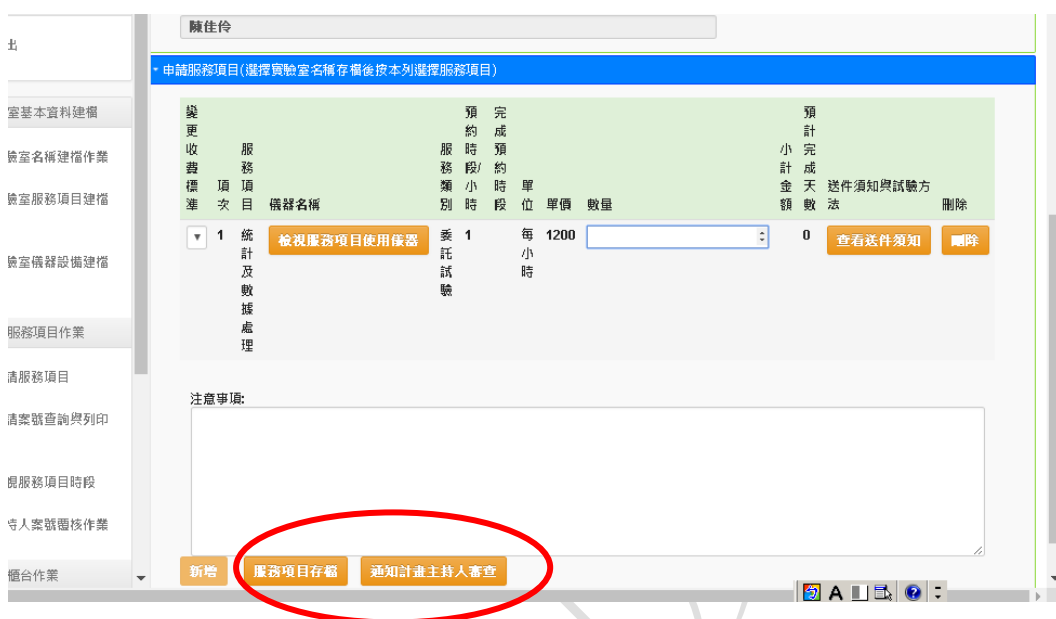 陳佳伶
出
申請服務項目(選擇實驗室名稱存檔後按本列選擇服務項目)
室基本資料建檔
驗室名稱建檔作業
驗室服務項目建檔
驗室儀器設備建檔
服務項目作業
請服務項目
請案號查詢與列印
視服務項目時段
持人案號覆核作業
櫃台作業
變更收費標準 項次 服務項目 儀器名稱 服務類別 預約時段/小時 完成預約時段 單位 單價 數量 小計金額 預計完成天數 送件須知與試驗方法 刪除
1 統計及數據處理 檢視服務項目使用儀器 委託試驗 1 每小時 1200 0 查看送件須知 刪除
注意事項:
新增 服務項目存檔 通知計畫主持人審查
A